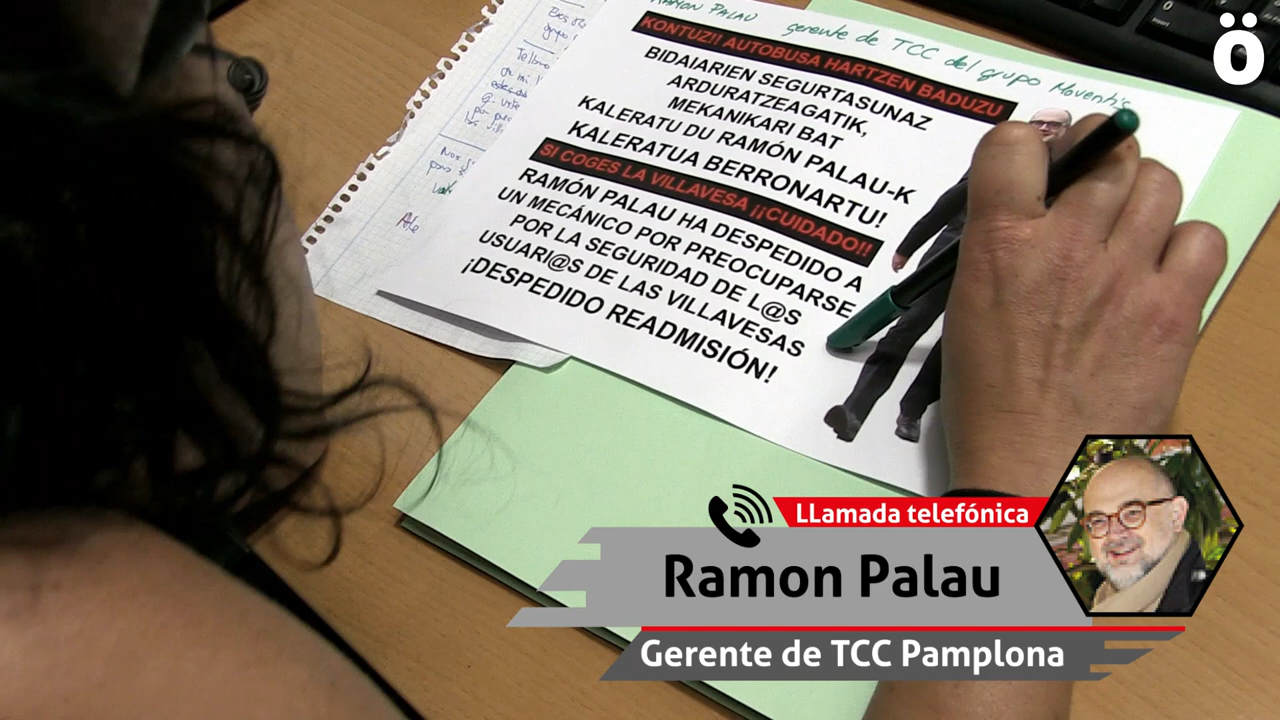 RAMON PALAU gerente de TCC del grupo Moventis
KONTUZ!! AUTOBUSA HARTZEN BADUZU
BIDAIARIEN SEGURTASUNAZ
ARDURATZEAGATIK,
MEKANIKARI BAT
KALERATU DU RAMÓN PALAU-K
KALERATUA BERRONARTU!
SI COGES LA VILLAVESA ¡¡CUIDADO!!
RAMÓN PALAU HA DESPEDIDO A
UN MECÁNICO POR PREOCUPARSE
POR LA SEGURIDAD DE L@S
USUARI@S DE LAS VILLAVESAS
¡DESPEDIDO READMISIÓN!
Insert
ö
LLamada telefónica
Ramon Palau
Gerente de TCC Pamplona